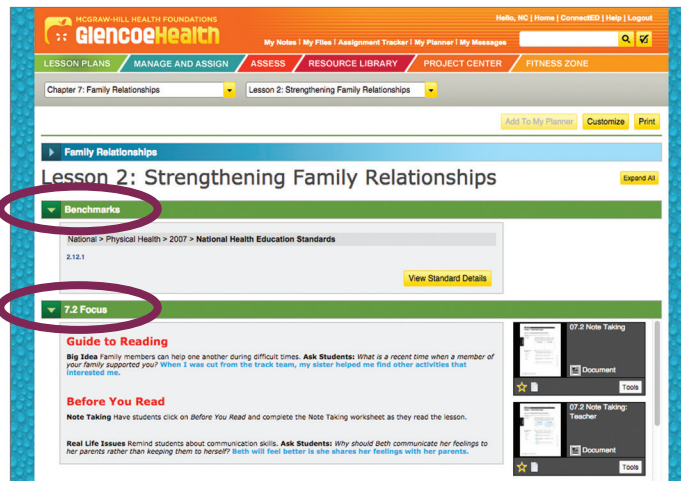 McGRAW-HILL HEALTH FOUNDATIONS
GlencoeHealth
Hello, NC | Home | ConnectED | Help | Logout
My Notes | My Files | Assignment Tracker | My Planner | My Messages
LESSON PLANS MANAGE AND ASSIGN ASSESS RESOURCE LIBRARY PROJECT CENTER FITNESS ZONE
Chapter 7: Family Relationships Lesson 2: Strengthening Family Relationships
Add To My Planner Customize Print
Family Relationships
Lesson 2: Strengthening Family Relationships
Expand All
Benchmarks
National > Physical Health > 2007 > National Health Education Standards
2.12.1
View Standard Details
7.2 Focus
Guide to Reading
Big Idea Family members can help one another during difficult times. Ask Students: What is a recent time when a member of
your family supported you? When I was cut from the track team, my sister helped me find other activities that
interested me.
Before You Read
Note Taking Have students click on Before You Read and complete the Note Taking worksheet as they read the lesson.
Real Life Issues Remind students about communication skills. Ask Students: Why should Beth communicate her feelings to
her parents rather than keeping them to herself? Beth will feel better is she shares her feelings with her parents.
07.2 Note Taking
Document
Tools
07.2 Note Taking:
Teacher
Document
Tools